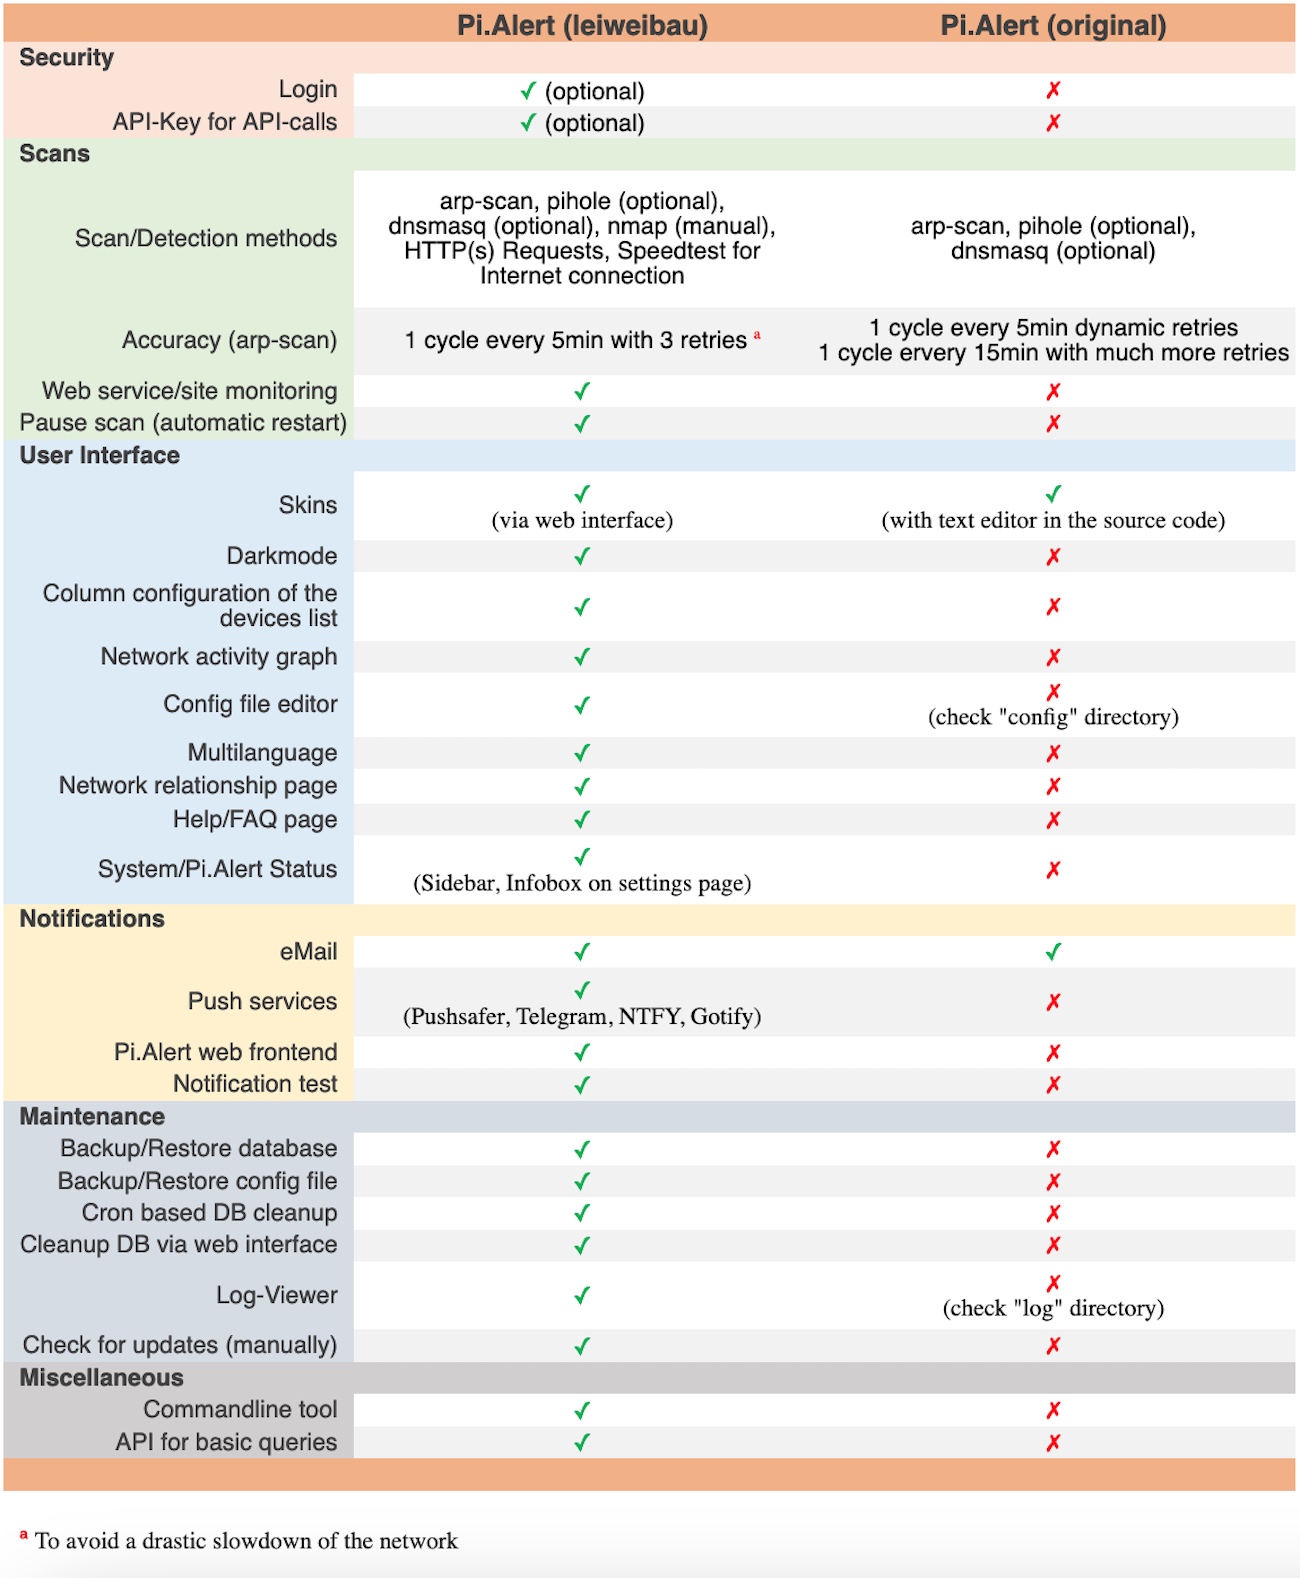 Pi.Alert (leiweibau) Pi.Alert (original)
Security
Login ✓ (optional) ✗
API-Key for API-calls ✓ (optional) ✗
Scans
Scan/Detection methods
arp-scan, pihole (optional),
dnsmasq (optional), nmap (manual),
HTTP(s) Requests, Speedtest for
Internet connection
arp-scan, pihole (optional),
dnsmasq (optional)
Accuracy (arp-scan)
1 cycle every 5min with 3 retries a
1 cycle every 5min dynamic retries
1 cycle ervery 15min with much more retries
Web service/site monitoring ✓ ✗
Pause scan (automatic restart) ✓ ✗
User Interface
Skins
✓
(via web interface)
✓
(with text editor in the source code)
Darkmode ✓ ✗
Column configuration of the
devices list
✓ ✗
Network activity graph ✓ ✗
Config file editor ✓
✗
(check "config" directory)
Multilanguage ✓ ✗
Network relationship page ✓ ✗
Help/FAQ page ✓ ✗
System/Pi.Alert Status
✓
(Sidebar, Infobox on settings page)
✗
Notifications
eMail ✓ ✓
Push services
✓
(Pushsafer, Telegram, NTFY, Gotify)
✗
Pi.Alert web frontend ✓ ✗
Notification test ✓ ✗
Maintenance
Backup/Restore database ✓ ✗
Backup/Restore config file ✓ ✗
Cron based DB cleanup ✓ ✗
Cleanup DB via web interface ✓ ✗
Log-Viewer ✓
✗
(check "log" directory)
Check for updates (manually) ✓ ✗
Miscellaneous
Commandline tool ✓ ✗
API for basic queries ✓ ✗
a To avoid a drastic slowdown of the network